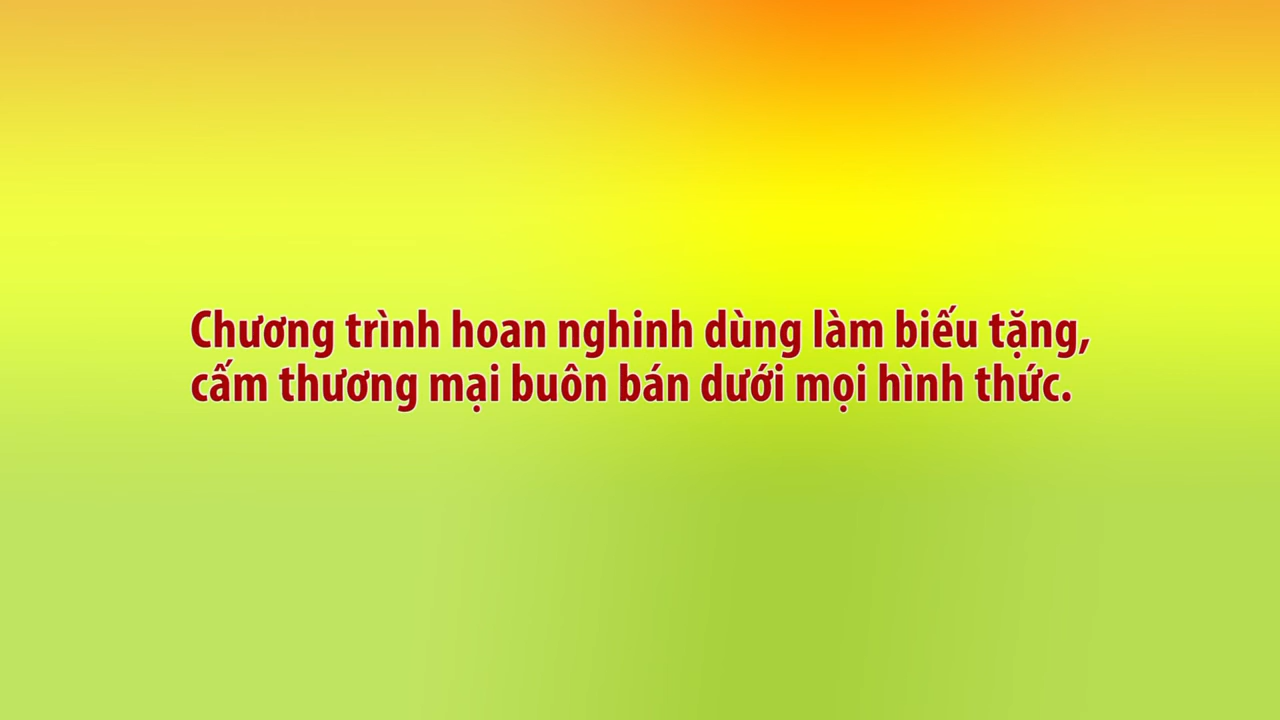 Chương trình hoan nghinh dùng làm biếu tặng,
cấm thương mại buôn bán dưới mọi hình thức.